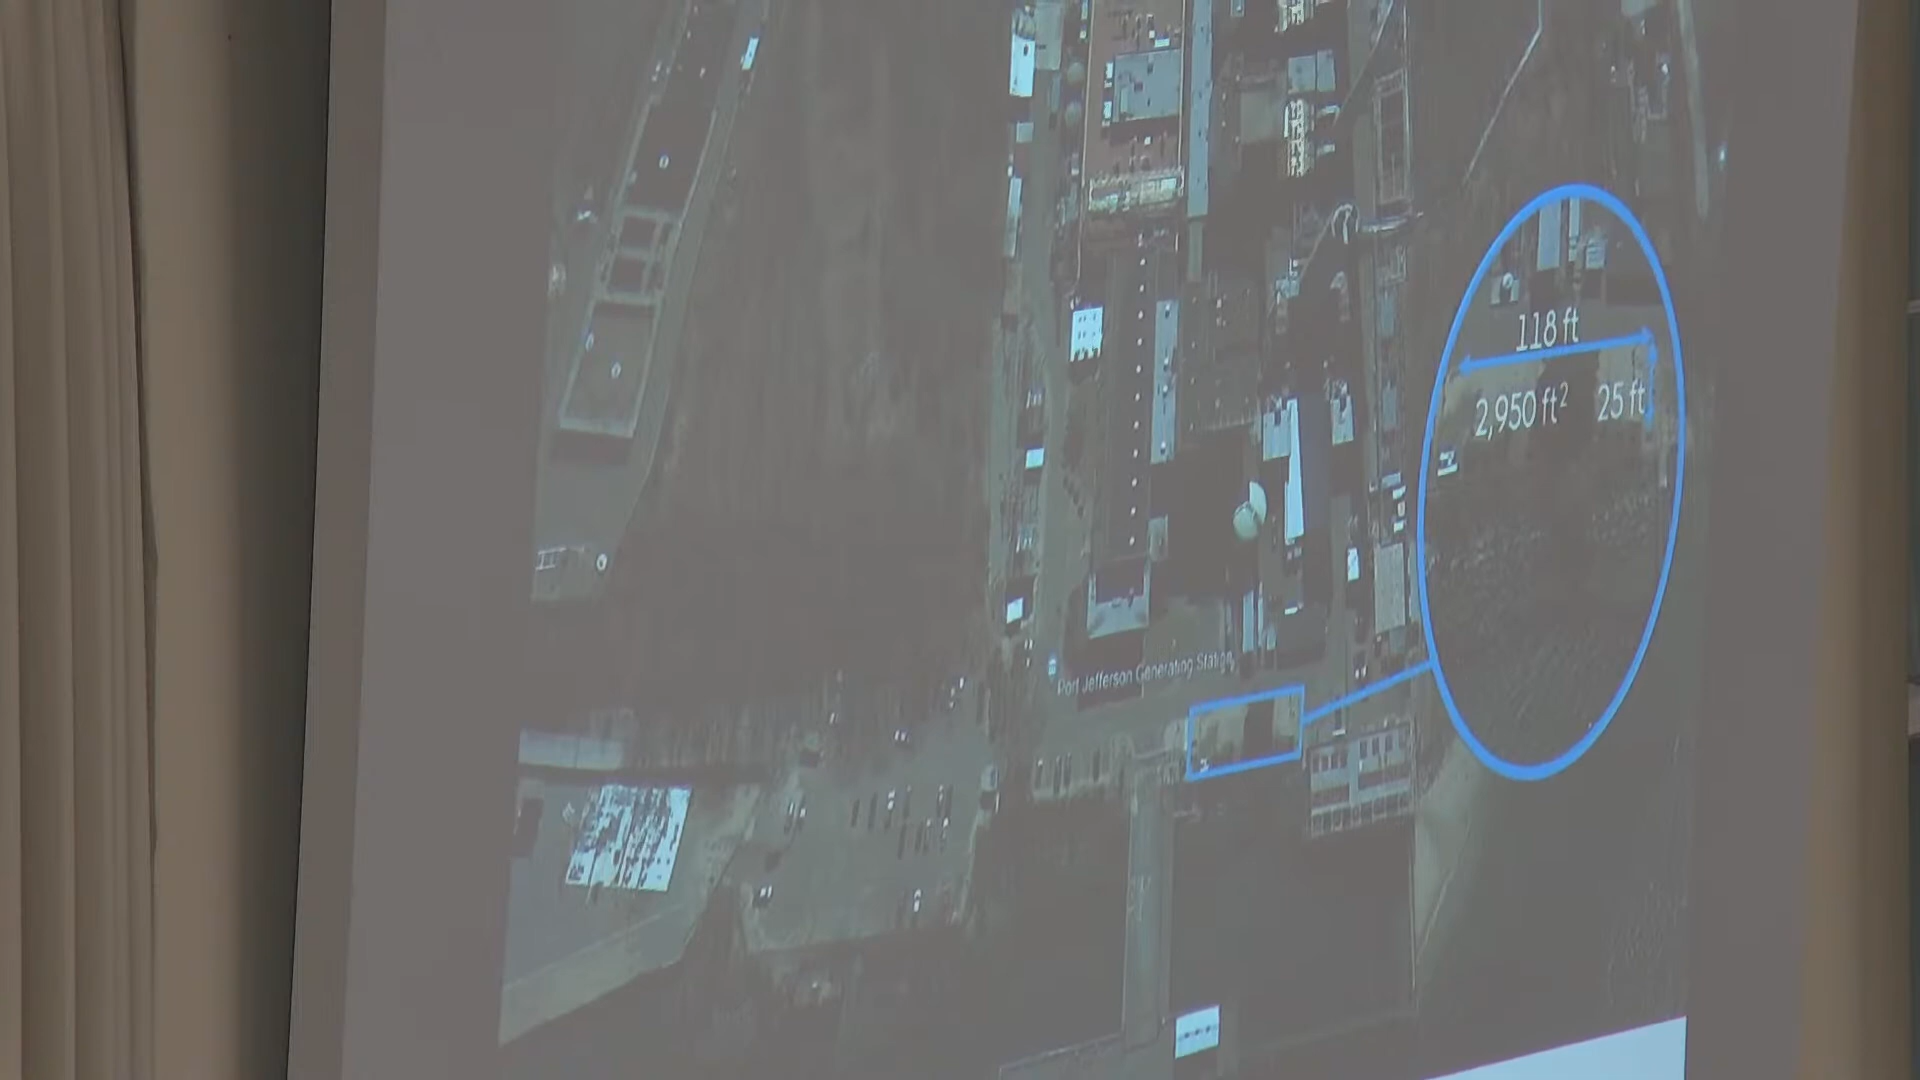 118 ft
2,950 ft² 25 ft
Port Jefferson Generating Station